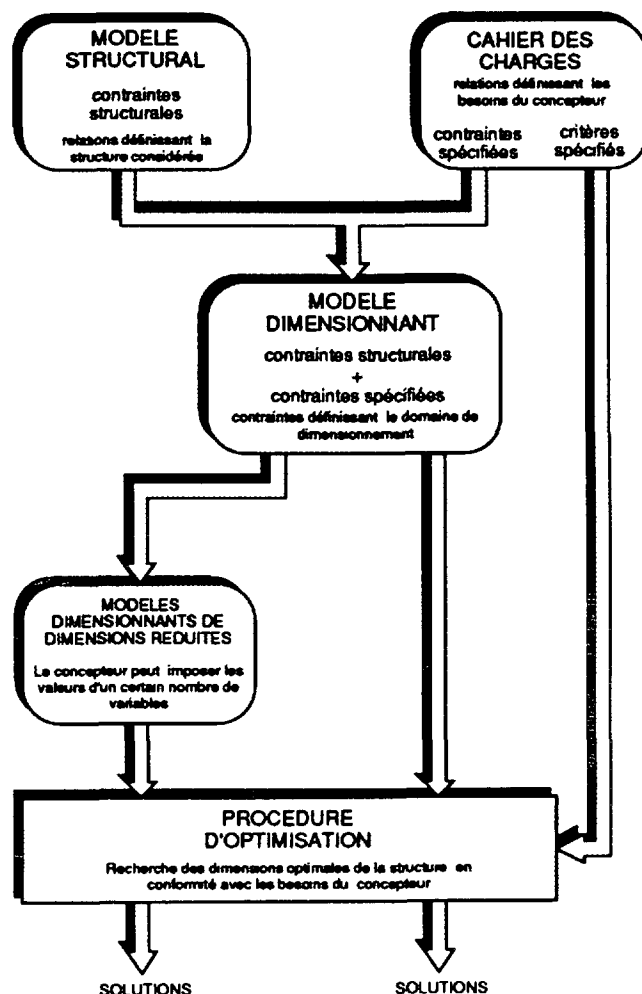 MODELE
STRUCTURAL
contraintes
structurales
relations définissant la
structure considérée
CAHIER DES
CHARGES
relations définissant les
besoins du concepteur
contraintes
spécifiées
critères
spécifiés
MODELE
DIMENSIONNANT
contraintes structurales
+
contraintes spécifiées
contraintes définissant le domaine de
dimensionnement
MODELES
DIMENSIONNANTS DE
DIMENSIONS REDUITES
Le concepteur peut imposer les
valeurs d'un certain nombre de
variables
PROCEDURE
D'OPTIMISATION
Recherche des dimensions optimales de la structure en
conformité avec les besoins du concepteur
SOLUTIONS
SOLUTIONS